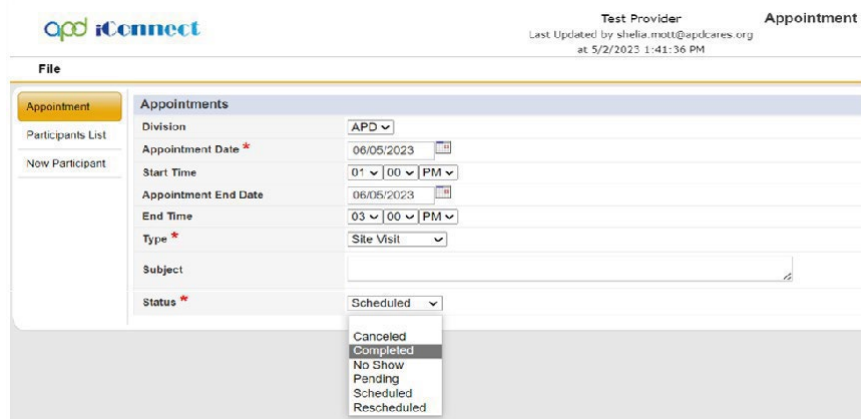 apd iConnect
Test Provider
Appointment
Last Updated by shelia.mott@apdcares.org
at 5/2/2023 1:41:36 PM
File
Appointment
Participants List
Now Participant
Appointments
Division APD
Appointment Date * 06/05/2023
Start Time 01 00 PM
Appointment End Date 06/05/2023
End Time 03 00 PM
Type * Site Visit
Subject
Status * Scheduled
Canceled
Completed
No Show
Pending
Scheduled
Rescheduled